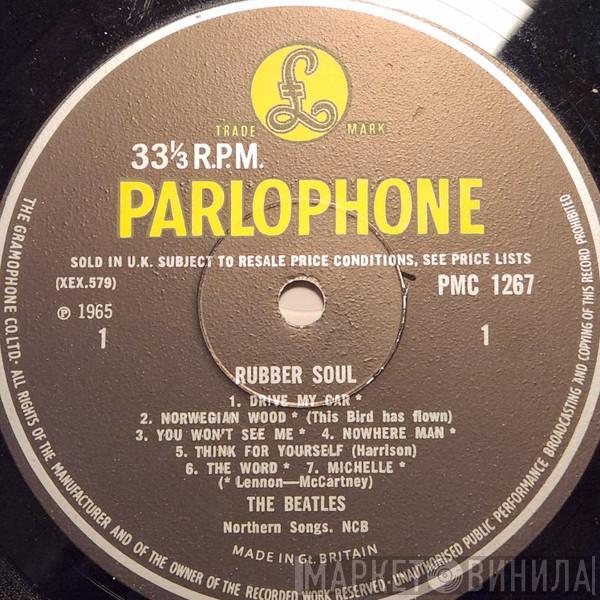 £
TRADE MARK
33⅓ R.P.M.
PARLOPHONE
SOLD IN U.K. SUBJECT TO RESALE PRICE CONDITIONS, SEE PRICE LISTS
(XEX.579)
PMC 1267
℗ 1965
1
1
RUBBER SOUL
1. DRIVE MY CAR *
2. NORWEGIAN WOOD * (This Bird has flown)
3. YOU WON'T SEE ME * 4. NOWHERE MAN *
5. THINK FOR YOURSELF (Harrison)
6. THE WORD * 7. MICHELLE *
(* Lennon—McCartney)
THE BEATLES
Northern Songs. NCB
MADE IN Gt. BRITAIN
THE GRAMOPHONE CO. LTD. ALL RIGHTS OF THE MANUFACTURER AND OF THE OWNER OF THE RECORDED WORK RESERVED · UNAUTHORISED PUBLIC PERFORMANCE BROADCASTING AND COPYING OF THIS RECORD PROHIBITED
МАРКЕТ ВИНИЛА